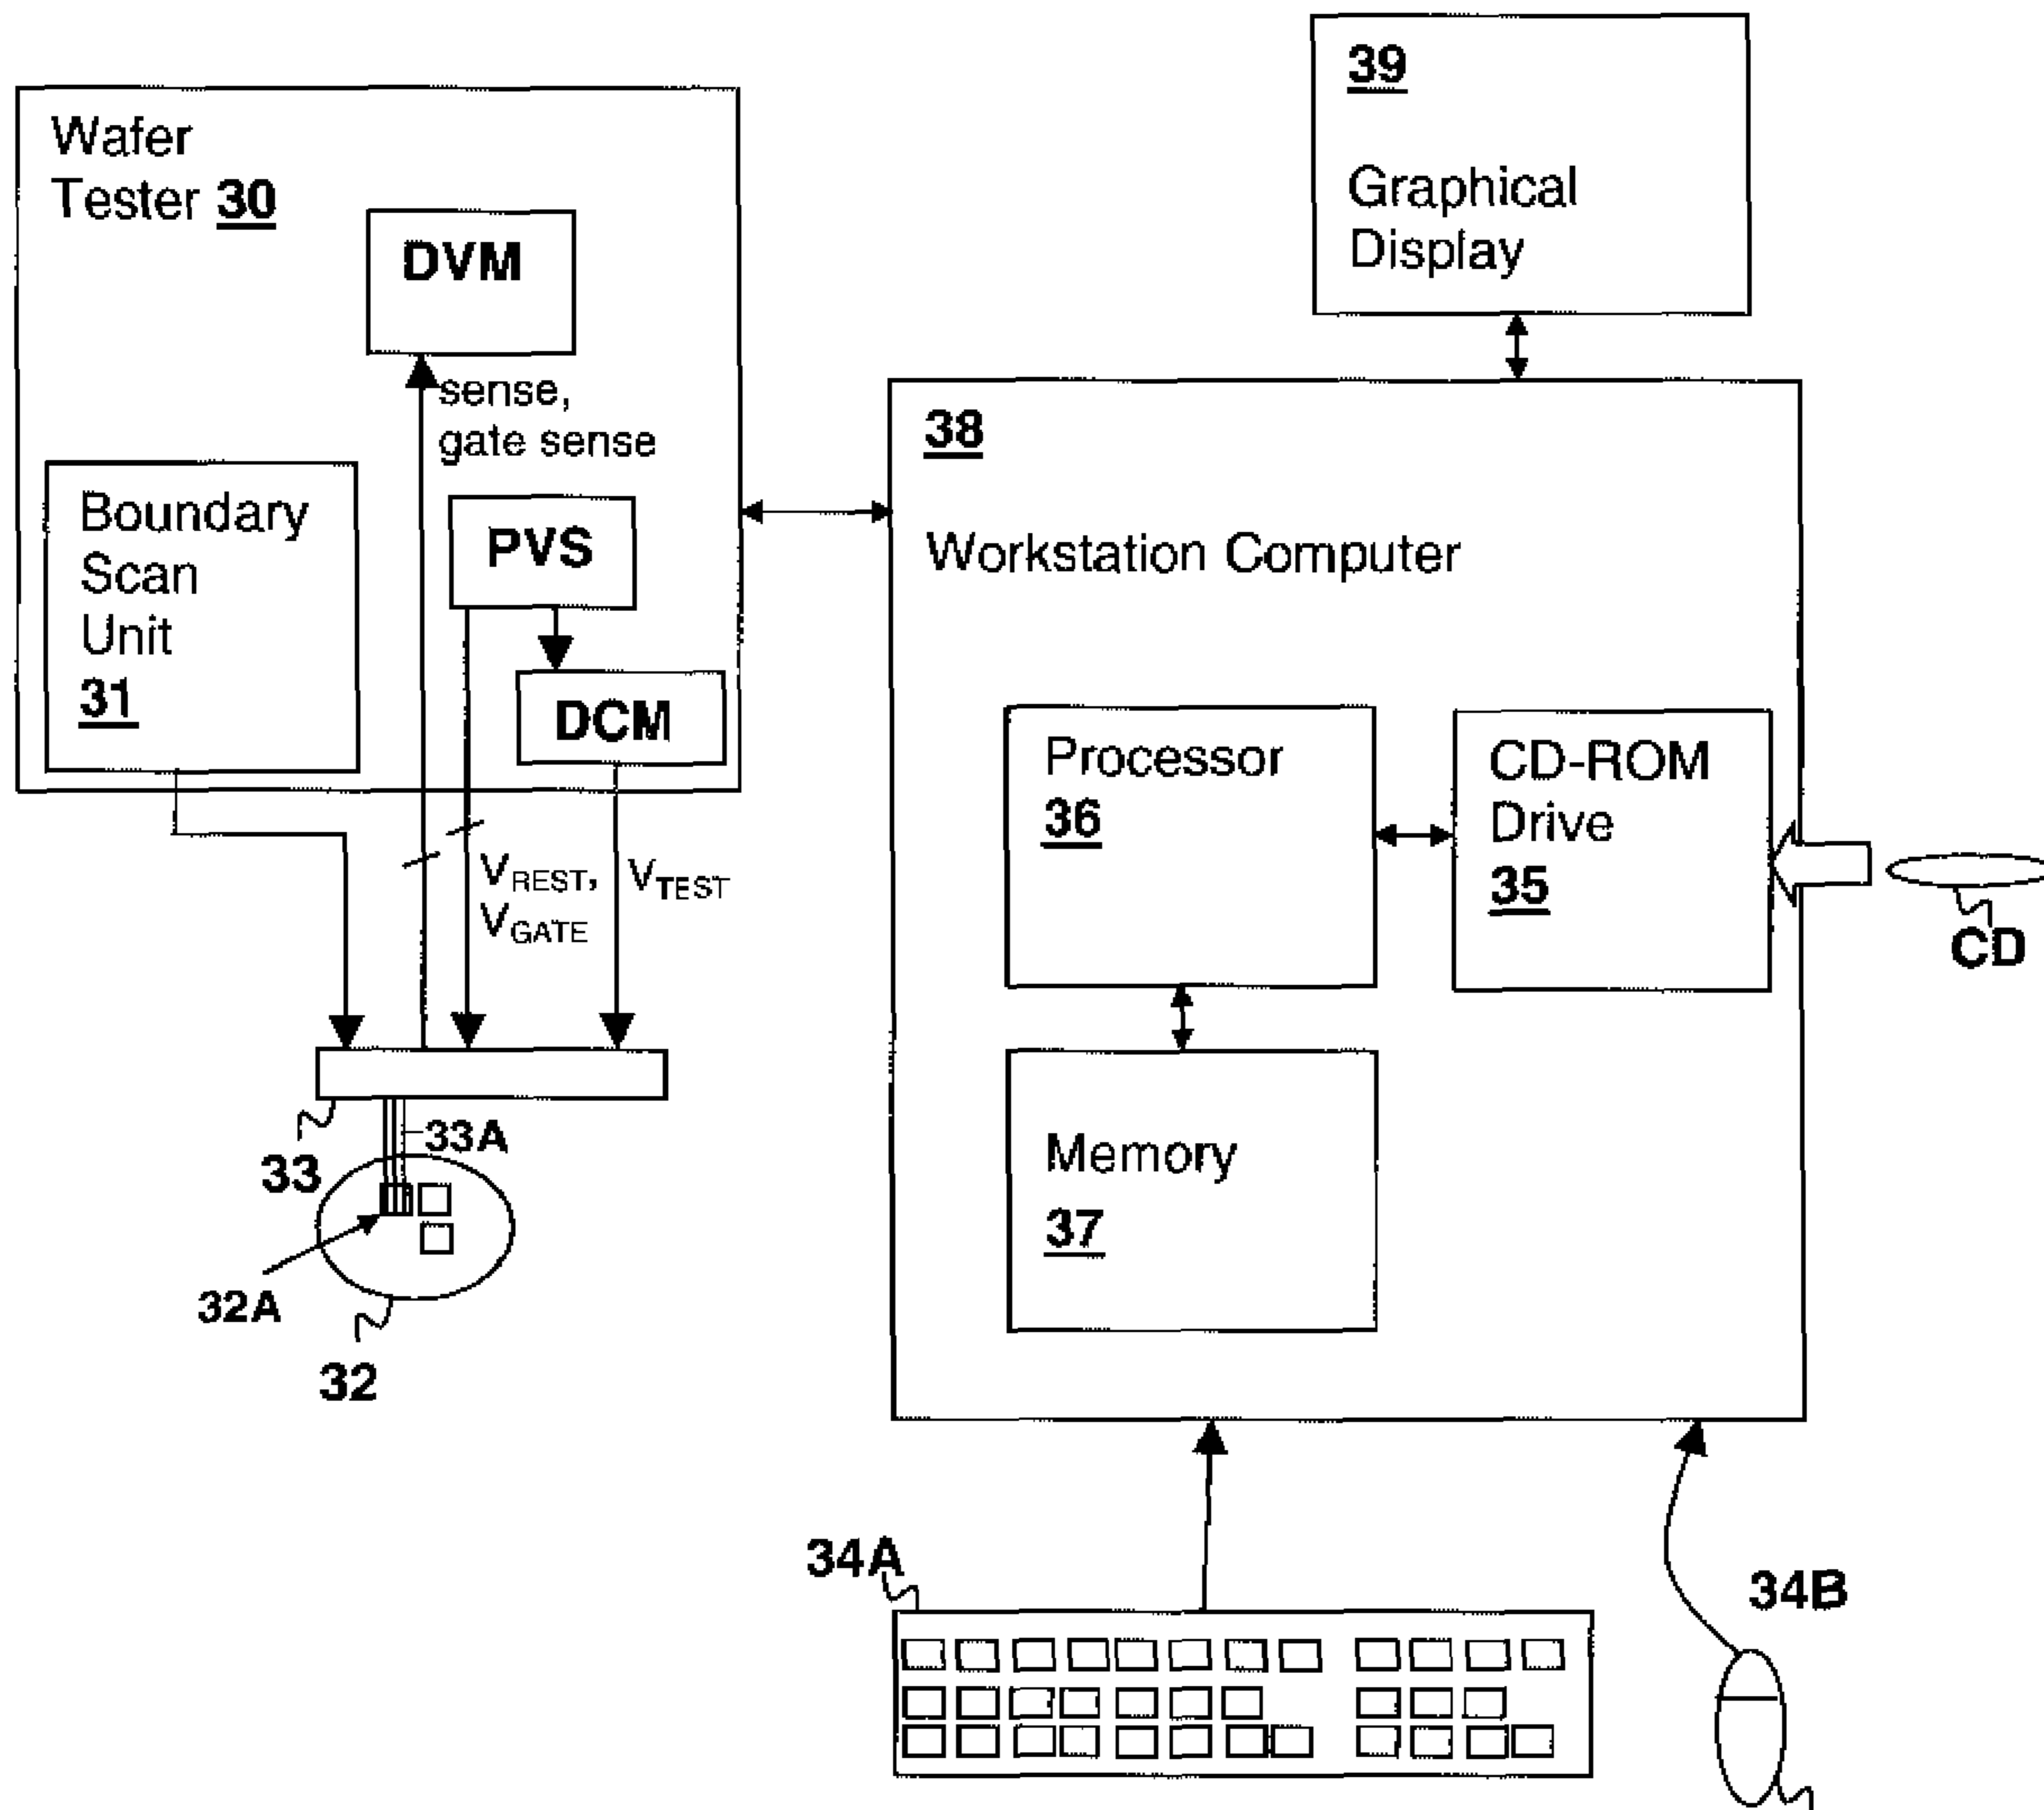 39
Graphical
Display
Wafer
Tester 30
DVM
sense,
gate sense
Boundary
Scan
Unit
31
PVS
DCM
VREST,
VGATE
VTEST
33
33A
32A
32
38
Workstation Computer
Processor
36
CD-ROM
Drive
35
CD
Memory
37
34A
34B